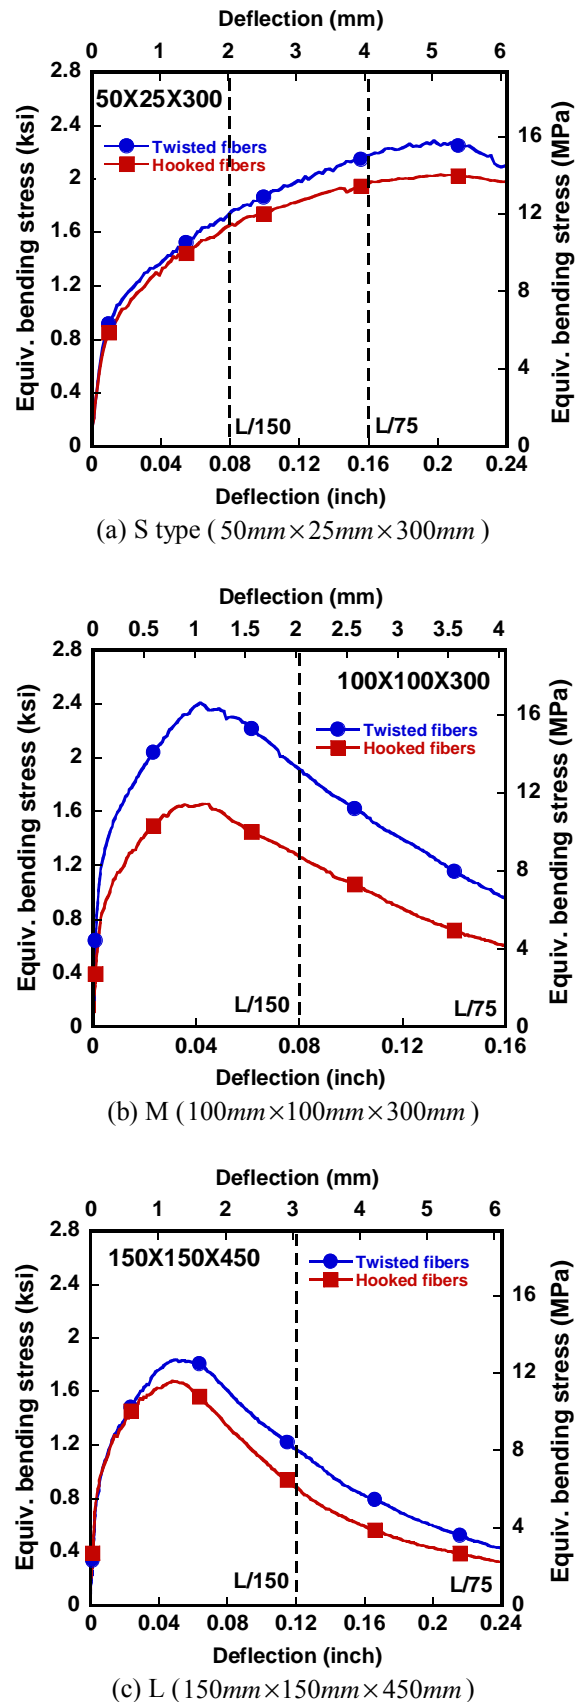 Deflection (mm)
0 1 2 3 4 5 6
2.8
2.4
2
1.6
1.2
0.8
0.4
0
Equiv. bending stress (ksi)
50X25X300
Twisted fibers
Hooked fibers
L/150
L/75
16
12
8
4
0
Equiv. bending stress (MPa)
0 0.04 0.08 0.12 0.16 0.2 0.24
Deflection (inch)
(a) S type ( 50mm×25mm×300mm )
Deflection (mm)
0 0.5 1 1.5 2 2.5 3 3.5 4
2.8
2.4
2
1.6
1.2
0.8
0.4
0
Equiv. bending stress (ksi)
100X100X300
Twisted fibers
Hooked fibers
L/150
L/75
16
12
8
4
0
Equiv. bending stress (MPa)
0 0.04 0.08 0.12 0.16
Deflection (inch)
(b) M ( 100mm×100mm×300mm )
Deflection (mm)
0 1 2 3 4 5 6
2.8
2.4
2
1.6
1.2
0.8
0.4
0
Equiv. bending stress (ksi)
150X150X450
Twisted fibers
Hooked fibers
L/150
L/75
16
12
8
4
0
Equiv. bending stress (MPa)
0 0.04 0.08 0.12 0.16 0.2 0.24
Deflection (inch)
(c) L ( 150mm×150mm×450mm )